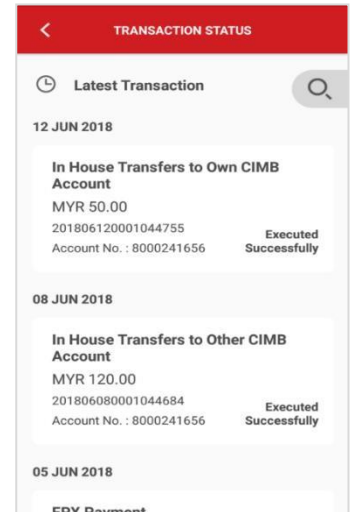 TRANSACTION STATUS
Latest Transaction
12 JUN 2018
In House Transfers to Own CIMB
Account
MYR 50.00
201806120001044755
Account No. : 8000241656
Executed
Successfully
08 JUN 2018
In House Transfers to Other CIMB
Account
MYR 120.00
201806080001044684
Account No. : 8000241656
Executed
Successfully
05 JUN 2018
FPX Payment